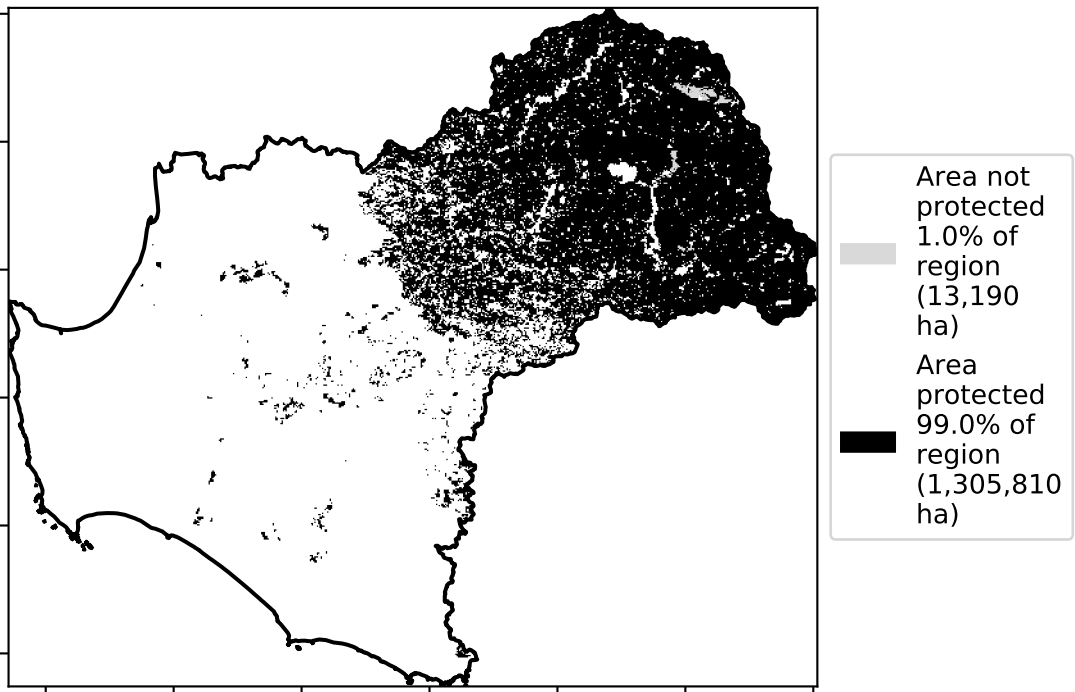 Area not
protected
1.0% of
region
(13,190
ha)
Area
protected
99.0% of
region
(1,305,810
ha)